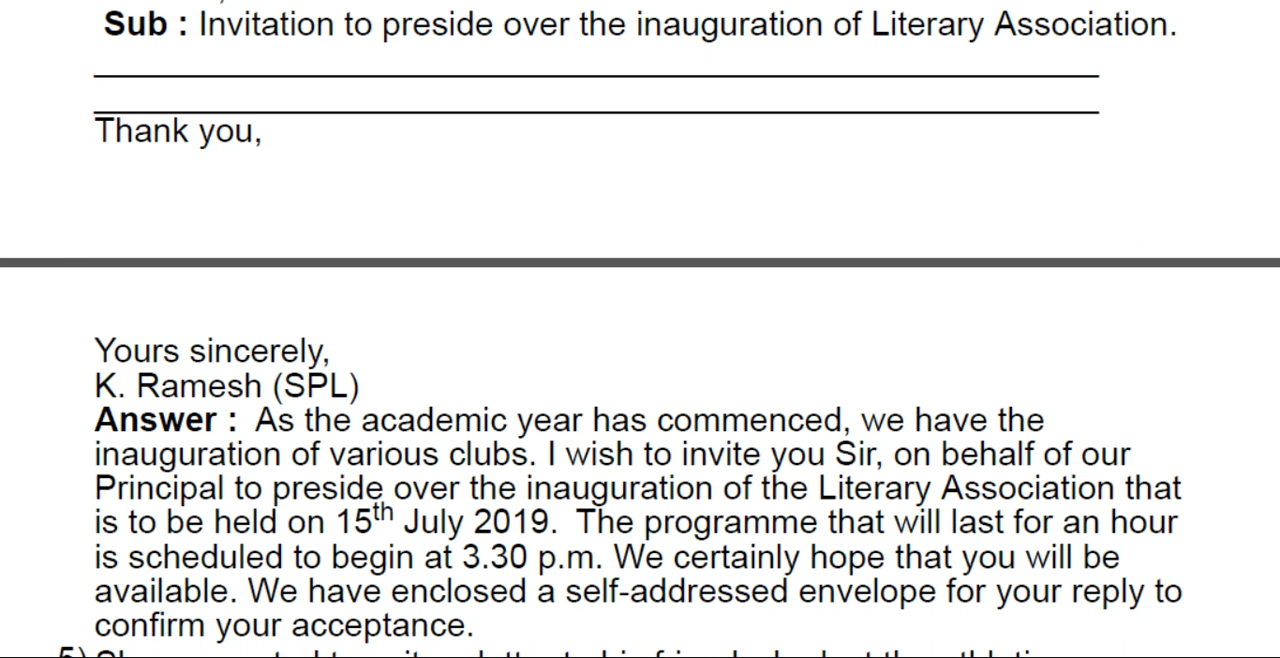 Sub : Invitation to preside over the inauguration of Literary Association.
Thank you,
Yours sincerely,
K. Ramesh (SPL)
Answer : As the academic year has commenced, we have the
inauguration of various clubs. I wish to invite you Sir, on behalf of our
Principal to preside over the inauguration of the Literary Association that
is to be held on 15th July 2019. The programme that will last for an hour
is scheduled to begin at 3.30 p.m. We certainly hope that you will be
available. We have enclosed a self-addressed envelope for your reply to
confirm your acceptance.
5)